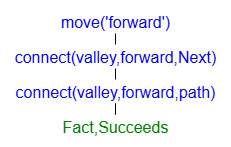 move('forward')
connect(valley,forward,Next)
connect(valley,forward,path)
Fact,Succeeds